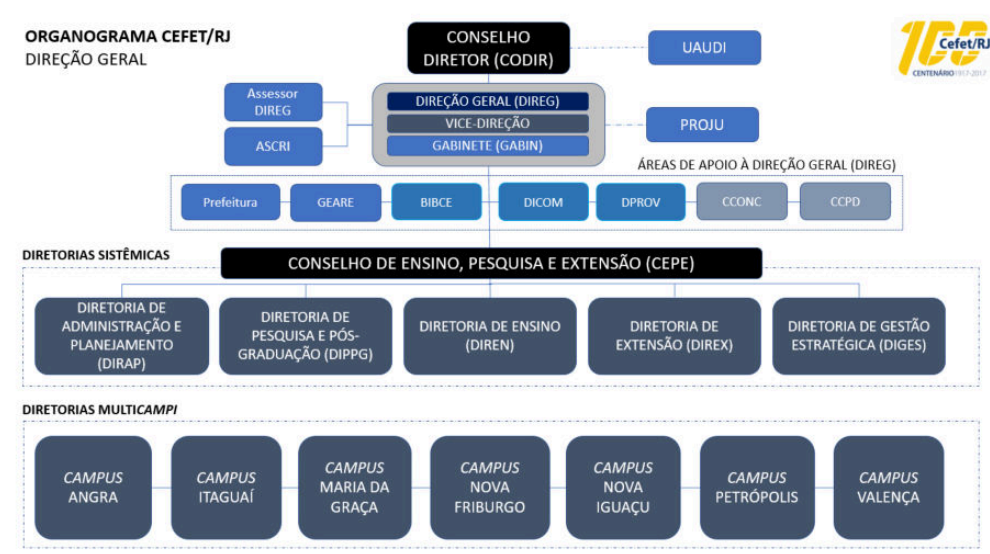 ORGANOGRAMA CEFET/RJ
DIREÇÃO GERAL
CONSELHO
DIRETOR (CODIR)
UAUDI
100
Cefet/RJ
CENTENÁRIO 1917-2017
Assessor
DIREG
ASCRI
DIREÇÃO GERAL (DIREG)
VICE-DIREÇÃO
GABINETE (GABIN)
PROJU
ÁREAS DE APOIO À DIREÇÃO GERAL (DIREG)
Prefeitura
GEARE
BIBCE
DICOM
DPROV
CCONC
CCPD
DIRETORIAS SISTÊMICAS
CONSELHO DE ENSINO, PESQUISA E EXTENSÃO (CEPE)
DIRETORIA DE
ADMINISTRAÇÃO E
PLANEJAMENTO
(DIRAP)
DIRETORIA DE
PESQUISA E PÓS-
GRADUAÇÃO (DIPPG)
DIRETORIA DE ENSINO
(DIREN)
DIRETORIA DE
EXTENSÃO (DIREX)
DIRETORIA DE GESTÃO
ESTRATÉGICA (DIGES)
DIRETORIAS MULTICAMPI
CAMPUS
ANGRA
CAMPUS
ITAGUAÍ
CAMPUS
MARIA DA
GRAÇA
CAMPUS
NOVA
FRIBURGO
CAMPUS
NOVA
IGUAÇU
CAMPUS
PETRÓPOLIS
CAMPUS
VALENÇA